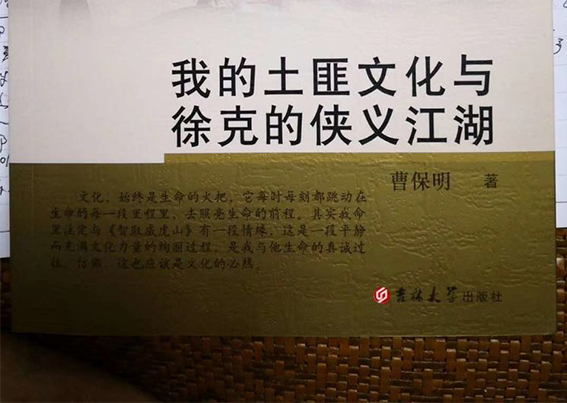 我的土匪文化与
徐克的侠义江湖
曹保明 著
文化，始终是生命的火把，它每时每刻都跳动在
生命的每一段里程里，去照亮生命的前程。其实我命
里注定与《智取威虎山》有一段情缘，这是一段平静
而充满文化力量的绚丽过程，是我与他生命的真诚过
往，仿佛，这也应该是文化的必然。
吉林大学出版社